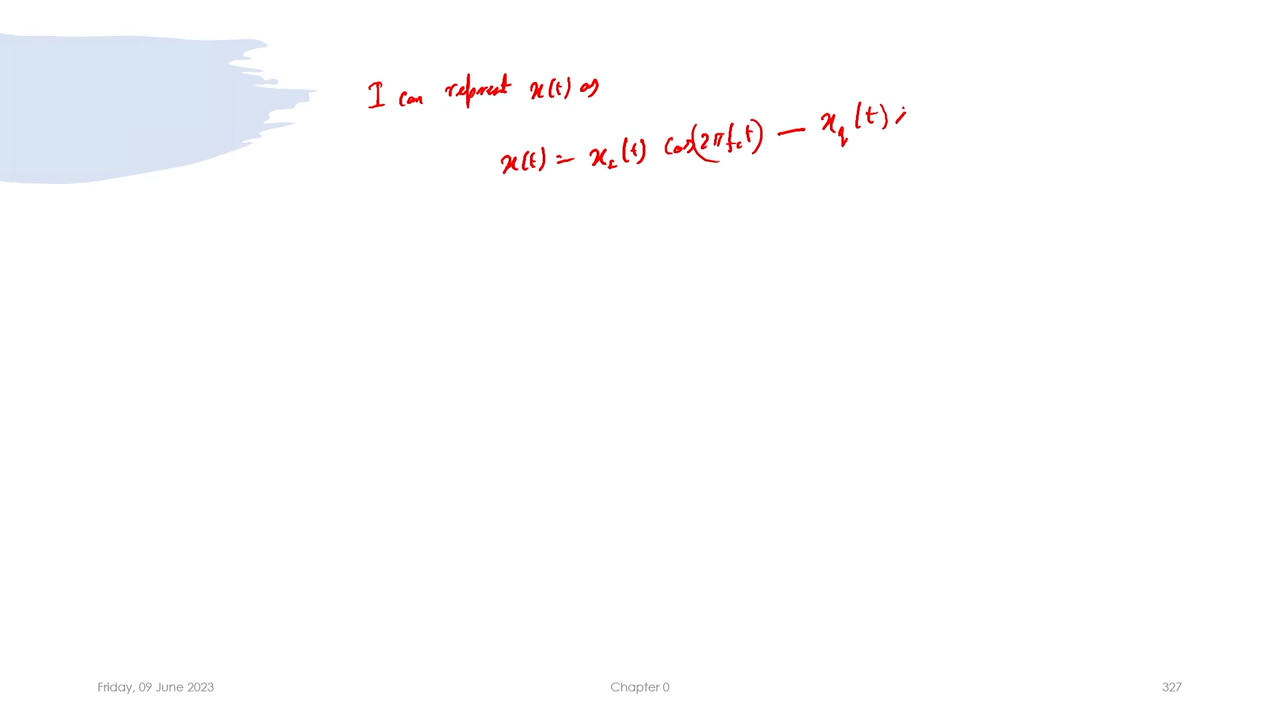 I can represent x(t) as
x(t) = x_c(t) cos(2πf_c t) — x_q(t)
Friday, 09 June 2023 Chapter 0 327